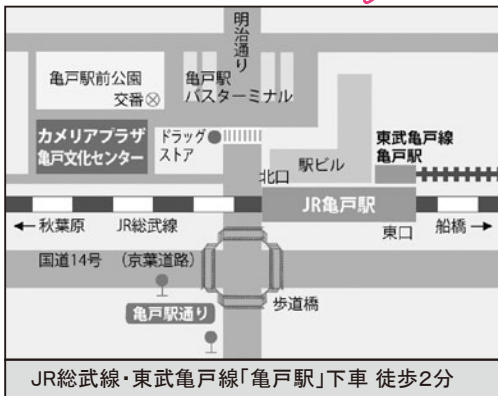 明治通り
亀戸駅前公園
交番
亀戸駅
バスターミナル
カメリアプラザ
亀戸文化センター
ドラッグ
ストア
東武亀戸線
亀戸駅
駅ビル
北口
JR亀戸駅
←秋葉原
JR総武線
東口
船橋→
国道14号 (京葉道路)
亀戸駅通り
歩道橋
JR総武線・東武亀戸線「亀戸駅」下車 徒歩2分